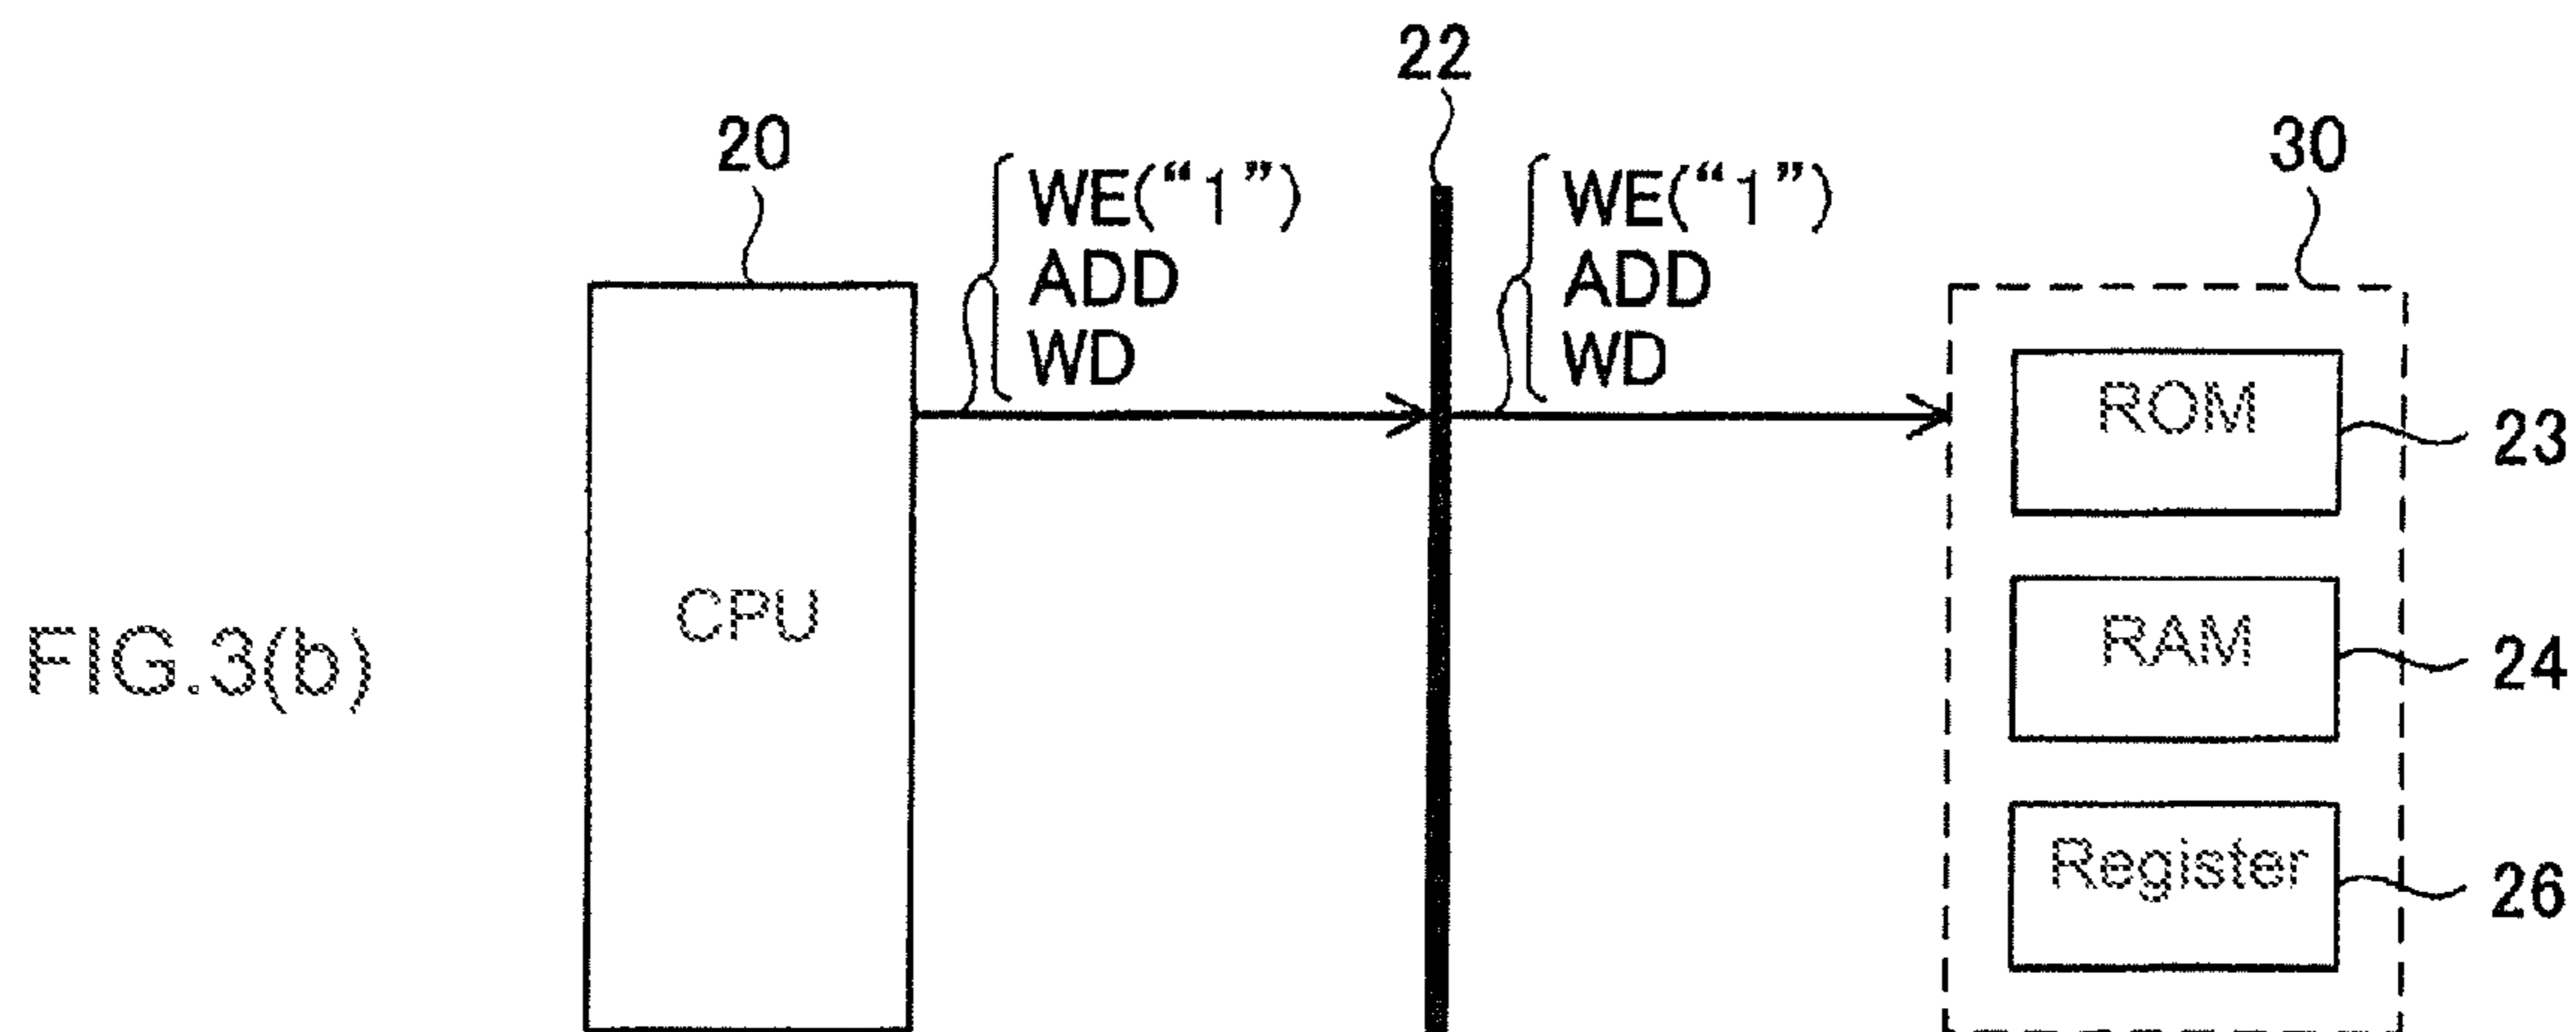 22
20
30
WE(“1”)
ADD
WD
WE(“1”)
ADD
WD
ROM
23
CPU
RAM
24
FIG.3(b)
Register
26